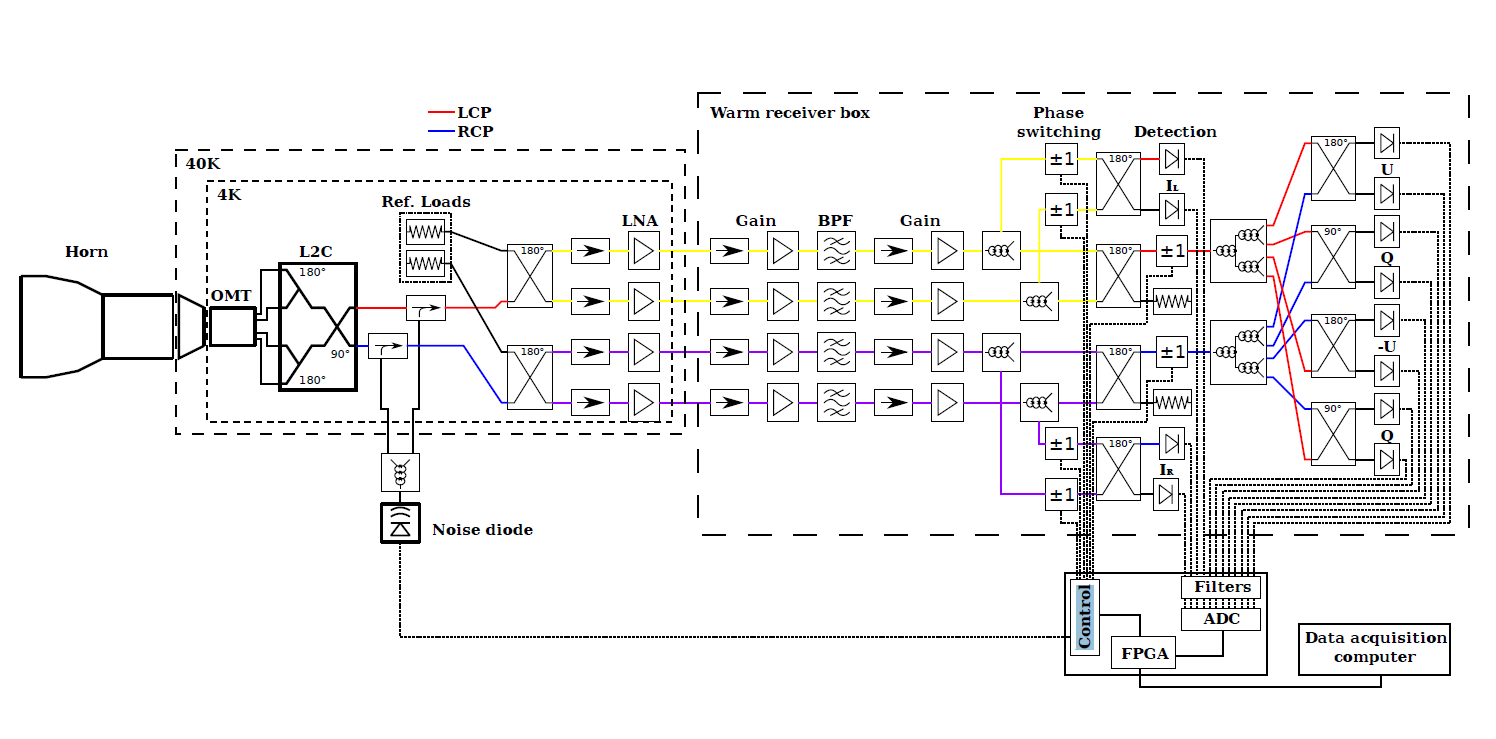 LCP
RCP
Warm receiver box
Phase
switching
Detection
40K
4K
Ref. Loads
LNA
Gain
BPF
Gain
Horn
L2C
OMT
180°
90°
180°
180°
180°
±1
±1
180°
IL
180°
±1
180°
±1
180°
±1
±1
IR
180°
U
90°
Q
180°
-U
90°
Q
Noise diode
Control
Filters
ADC
FPGA
Data acquisition
computer